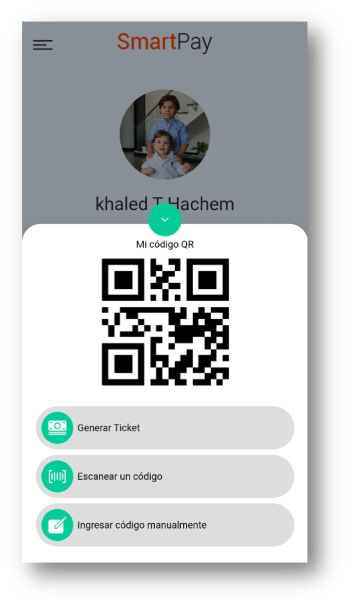 SmartPay
khaled T Hachem
Mi código QR
Generar Ticket
Escanear un código
Ingresar código manualmente